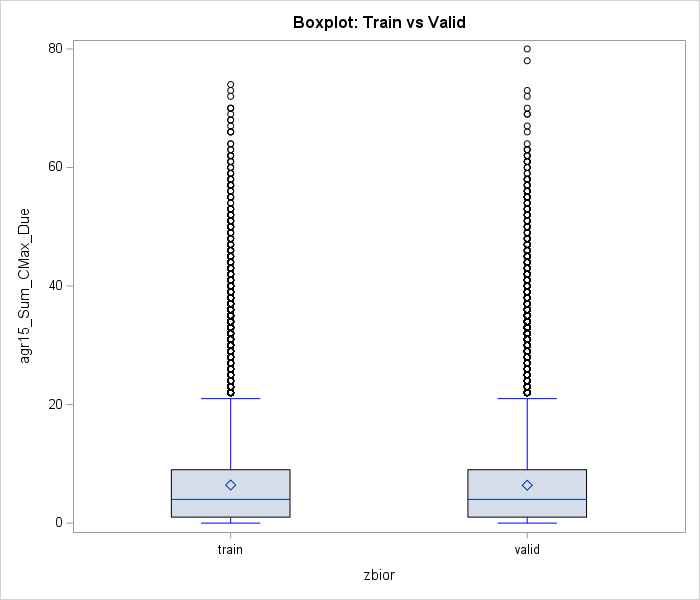 Boxplot: Train vs Valid
80
60
40
20
0
agr15_Sum_CMax_Due
train
valid
zbior